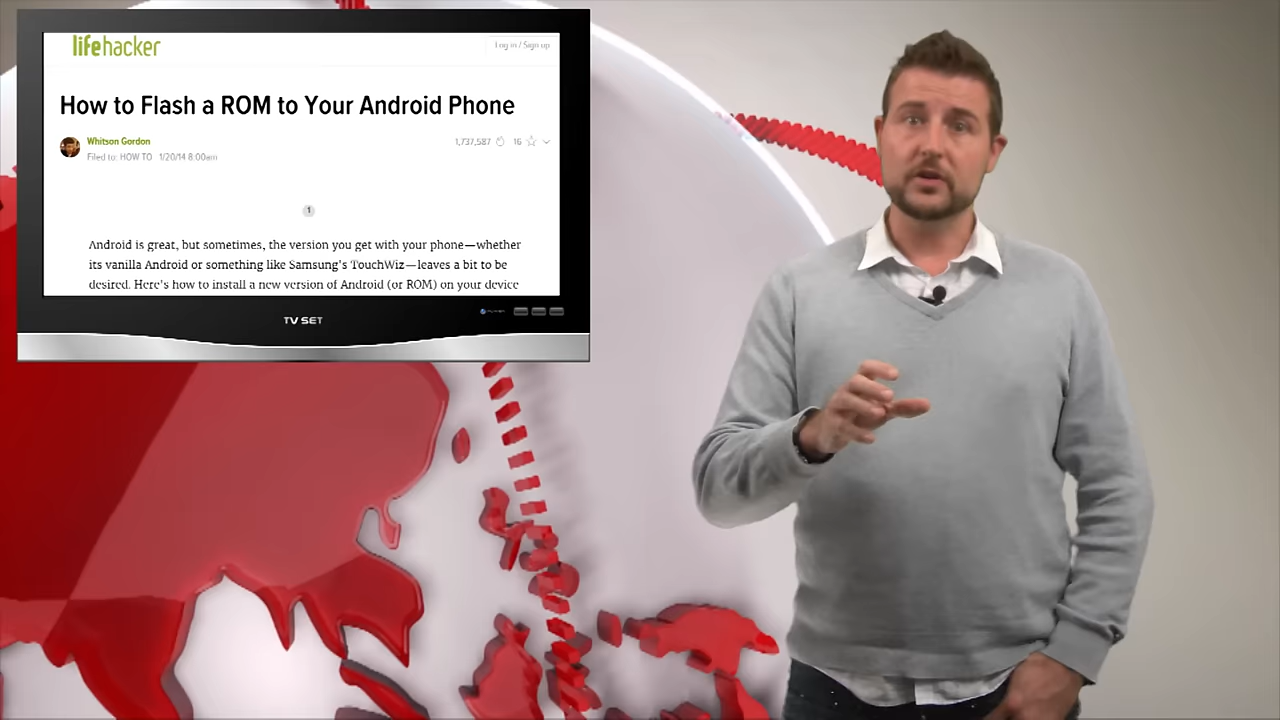 lifehacker
Log in / Sign up
How to Flash a ROM to Your Android Phone
Whitson Gordon
1,737,587
16
Filed to: HOW TO 1/20/14 8:00am
1
Android is great, but sometimes, the version you get with your phone—whether
its vanilla Android or something like Samsung's TouchWiz—leaves a bit to be
desired. Here's how to install a new version of Android (or ROM) on your device
TV SET